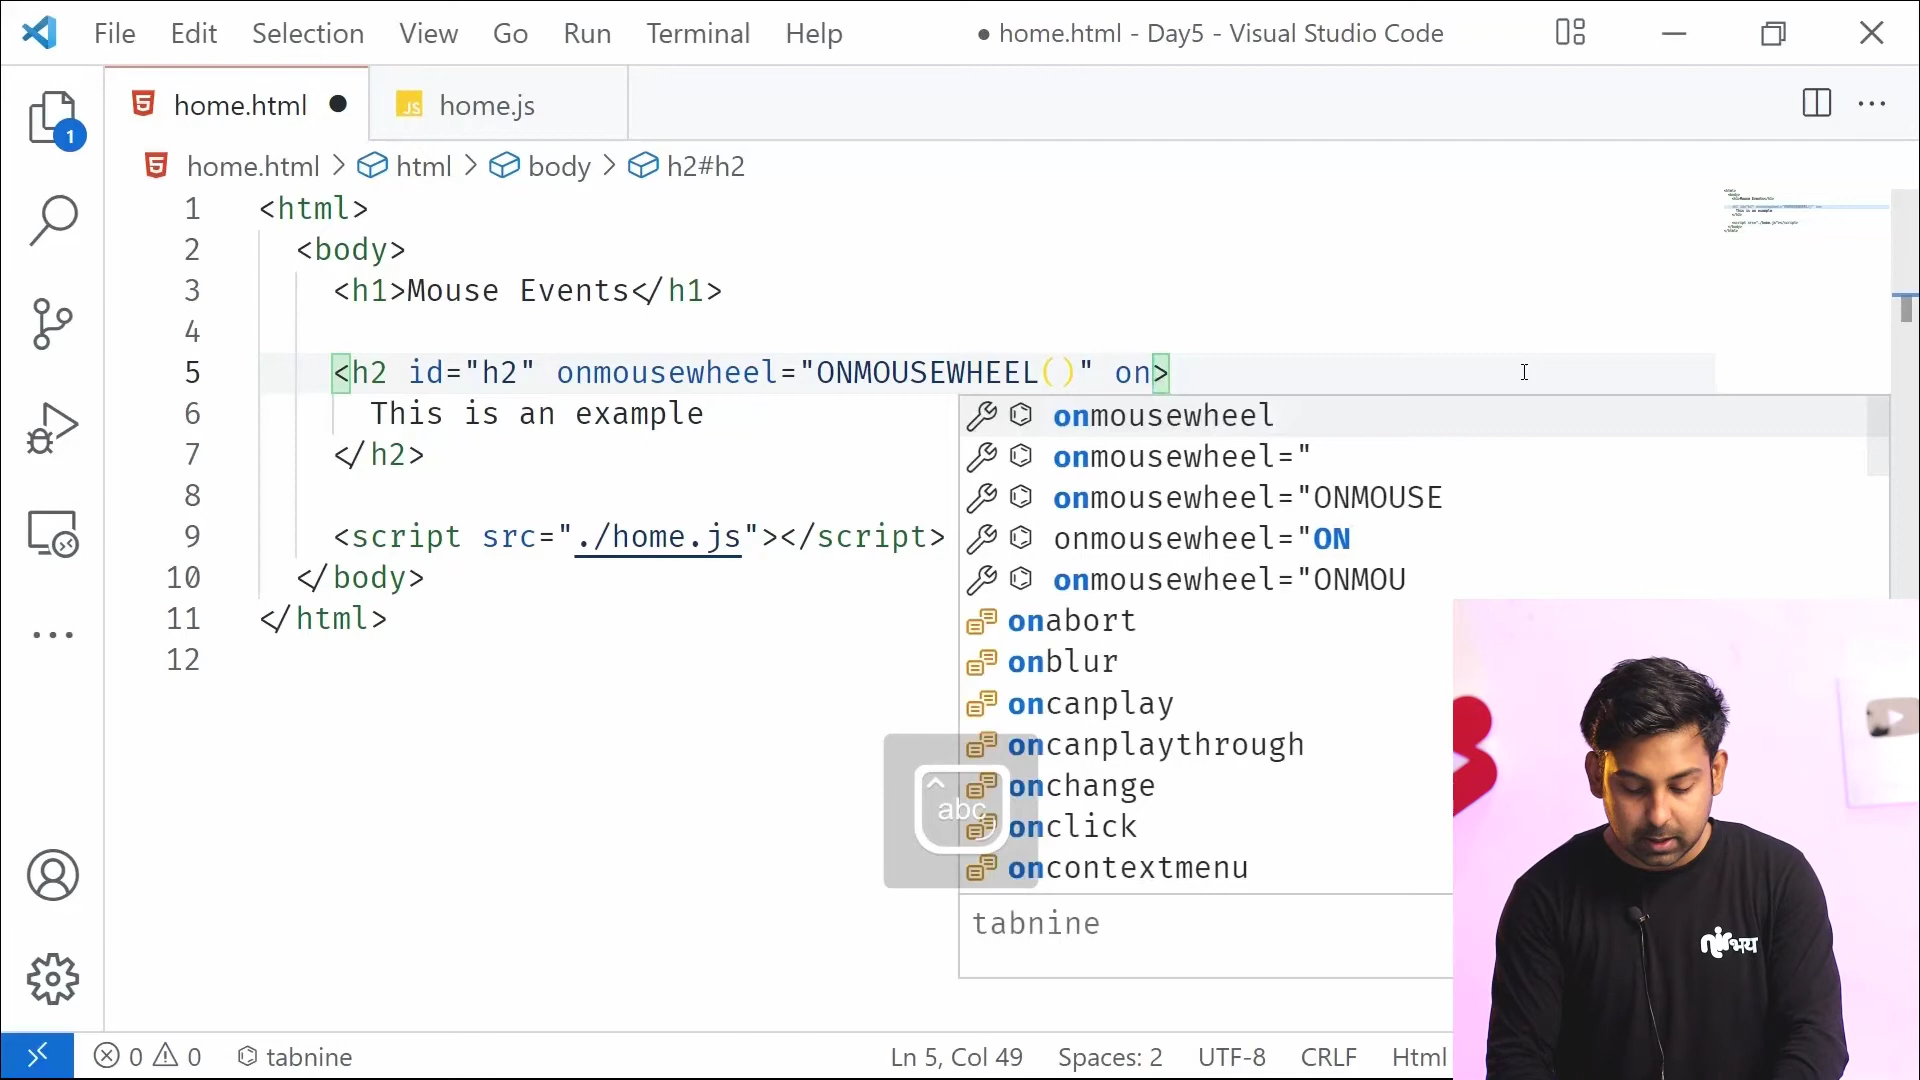 File Edit Selection View Go Run Terminal Help ● home.html - Day5 - Visual Studio Code
home.html ● JS home.js
1
home.html > html > body > h2#h2
1 <html>
2 <body>
3 <h1>Mouse Events</h1>
4
5 <h2 id="h2" onmousewheel="ONMOUSEWHEEL()" on>
6 This is an example
7 </h2>
8
9 <script src="./home.js"></script>
10 </body>
11 </html>
12
onmousewheel
onmousewheel="
onmousewheel="ONMOUSE
onmousewheel="ON
onmousewheel="ONMOU
onabort
onblur
oncanplay
oncanplaythrough
onchange
onclick
oncontextmenu
tabnine
abc
nirभय
0 0 tabnine Ln 5, Col 49 Spaces: 2 UTF-8 CRLF Html